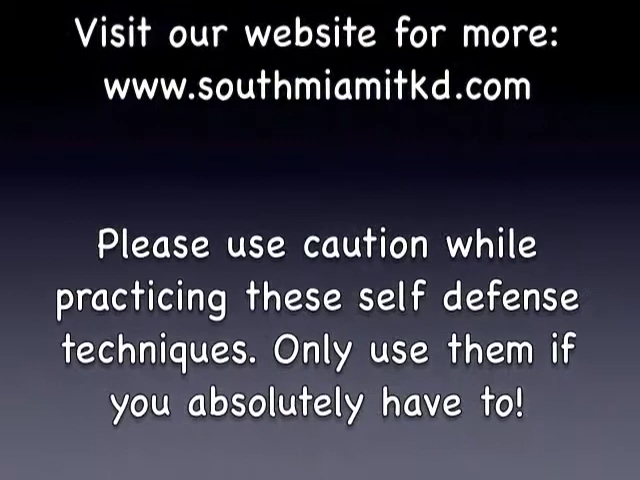 Visit our website for more:
www.southmiamitkd.com
Please use caution while
practicing these self defense
techniques. Only use them if
you absolutely have to!